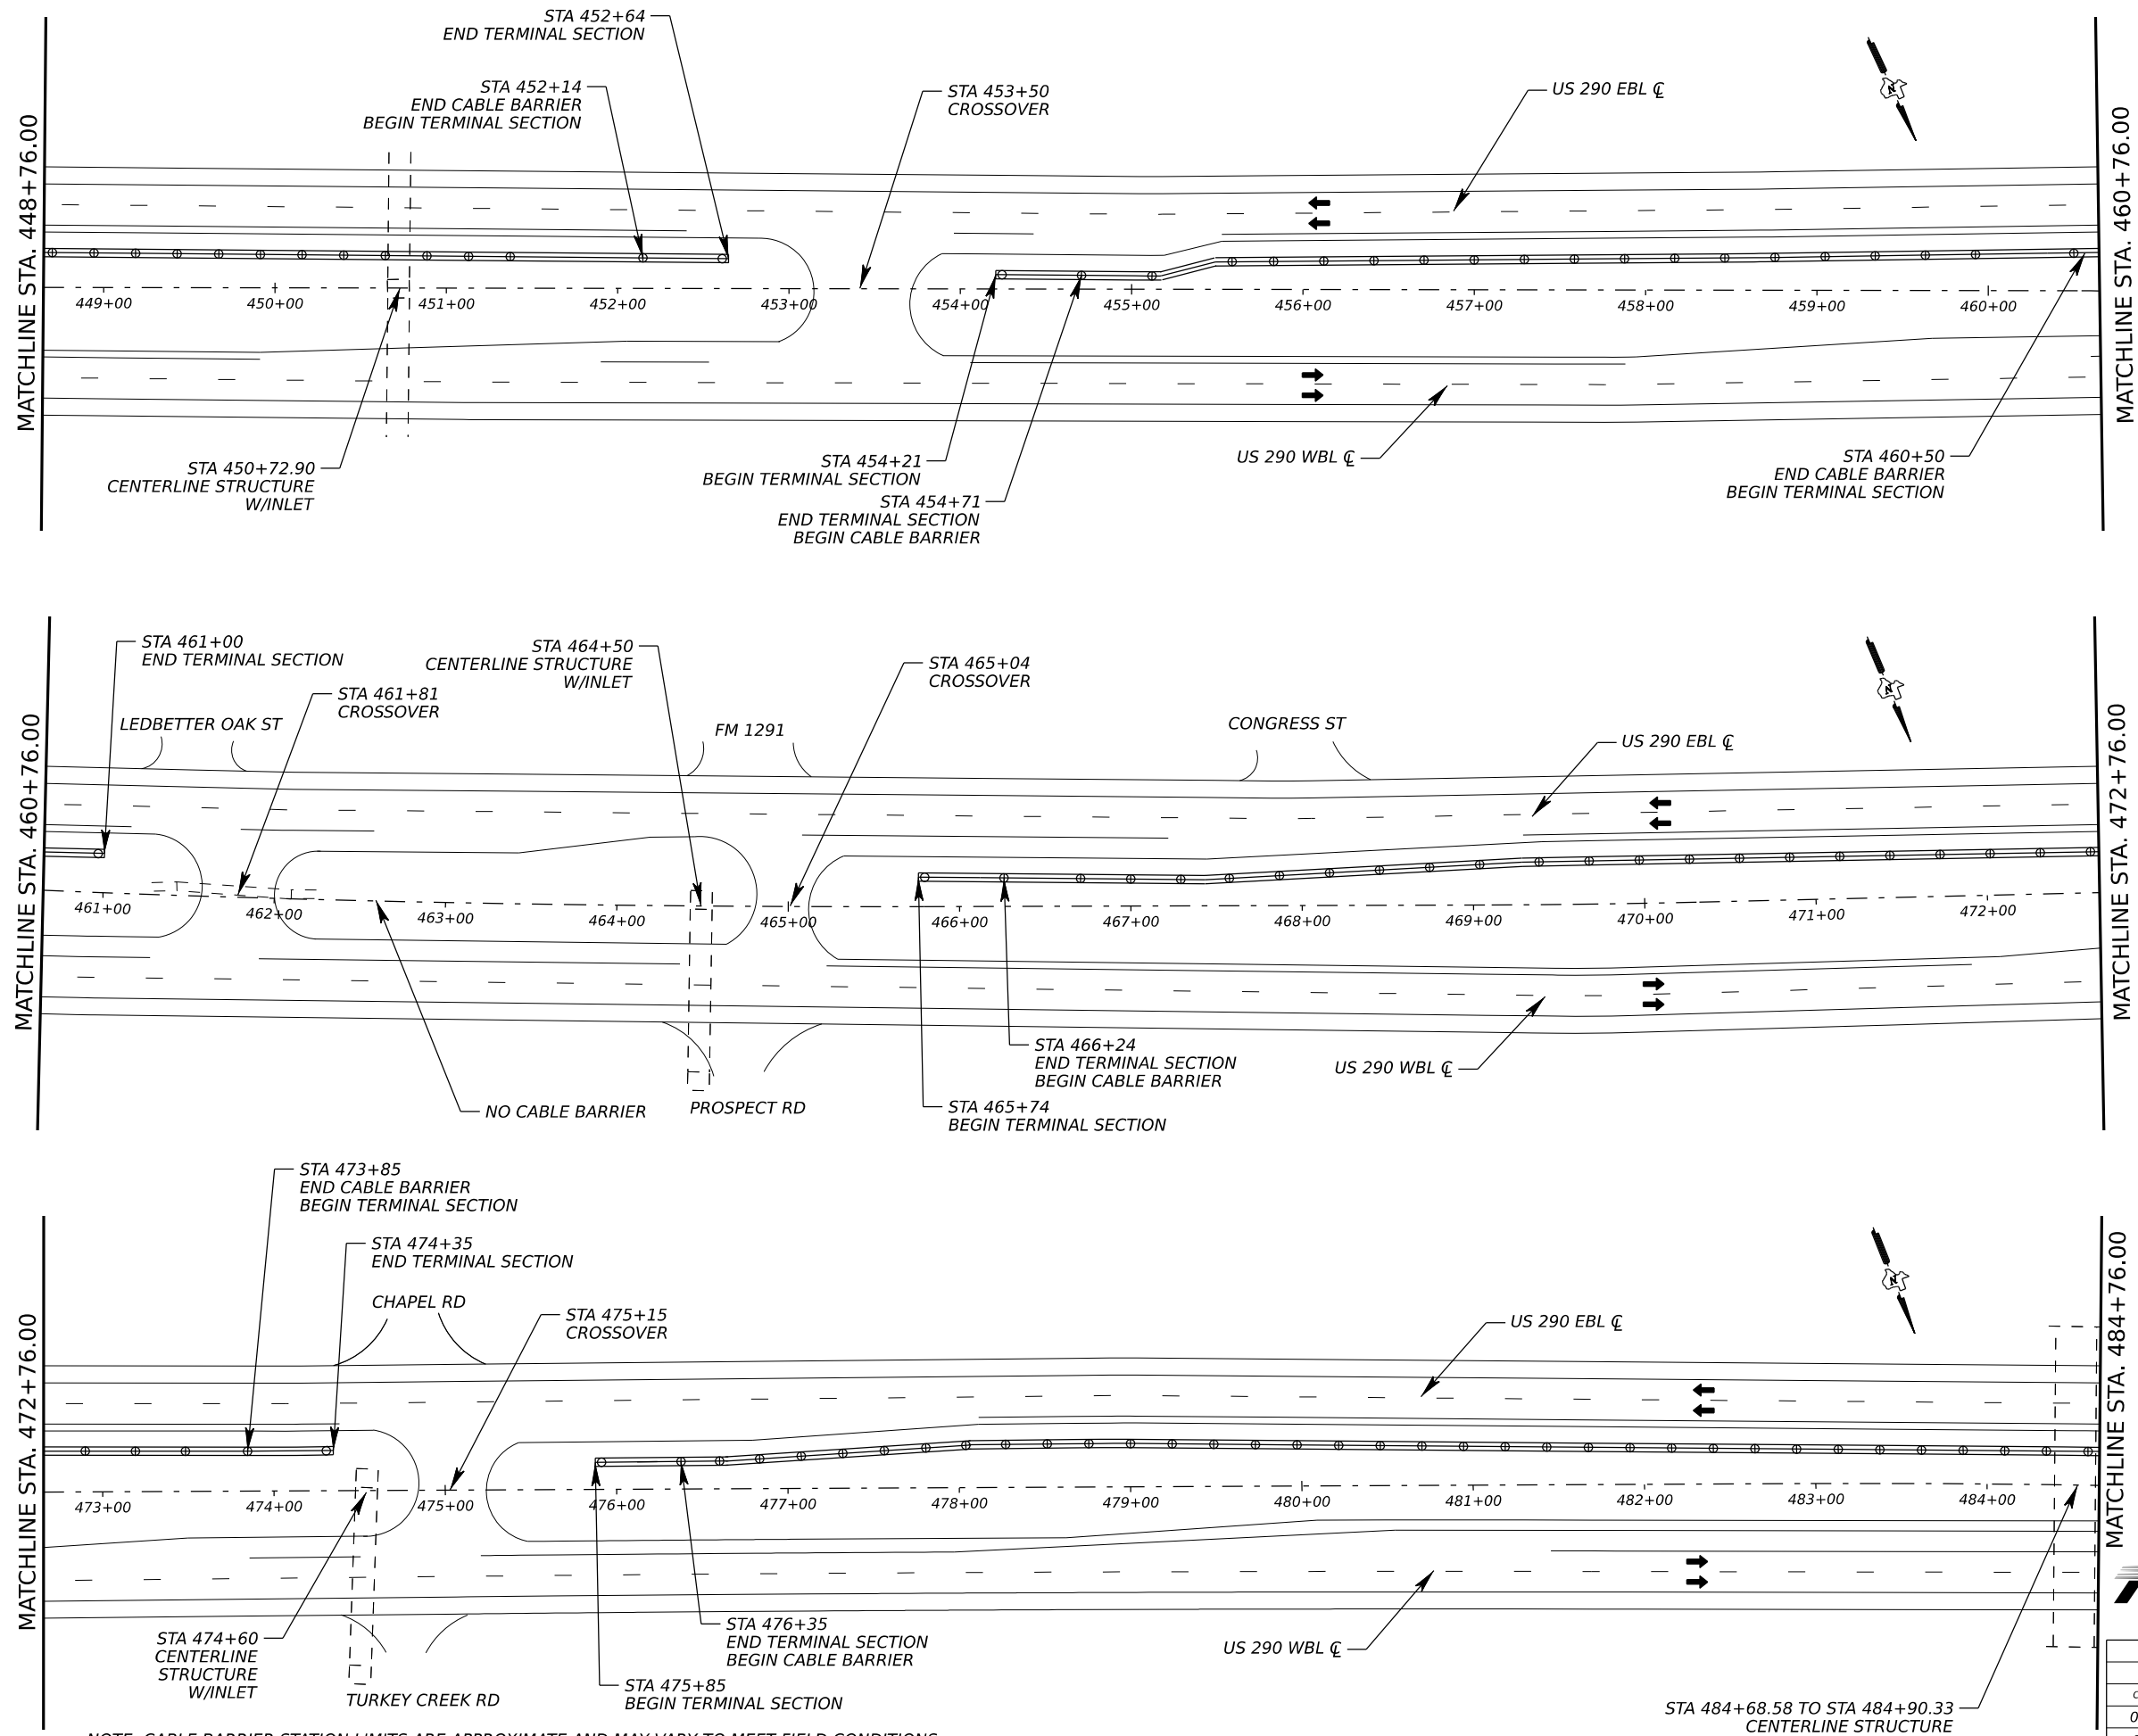 STA 452+64
END TERMINAL SECTION
STA 452+14
END CABLE BARRIER
BEGIN TERMINAL SECTION
STA 453+50
CROSSOVER
US 290 EBL ℄
N
MATCHLINE STA. 448+76.00
MATCHLINE STA. 460+76.00
449+00
450+00
451+00
452+00
453+00
454+00
455+00
456+00
457+00
458+00
459+00
460+00
STA 450+72.90
CENTERLINE STRUCTURE
W/INLET
STA 454+21
BEGIN TERMINAL SECTION
STA 454+71
END TERMINAL SECTION
BEGIN CABLE BARRIER
US 290 WBL ℄
STA 460+50
END CABLE BARRIER
BEGIN TERMINAL SECTION
STA 461+00
END TERMINAL SECTION
STA 461+81
CROSSOVER
STA 464+50
CENTERLINE STRUCTURE
W/INLET
STA 465+04
CROSSOVER
LEDBETTER OAK ST
FM 1291
CONGRESS ST
US 290 EBL ℄
N
MATCHLINE STA. 460+76.00
MATCHLINE STA. 472+76.00
461+00
462+00
463+00
464+00
465+00
466+00
467+00
468+00
469+00
470+00
471+00
472+00
NO CABLE BARRIER
PROSPECT RD
STA 466+24
END TERMINAL SECTION
BEGIN CABLE BARRIER
STA 465+74
BEGIN TERMINAL SECTION
US 290 WBL ℄
STA 473+85
END CABLE BARRIER
BEGIN TERMINAL SECTION
STA 474+35
END TERMINAL SECTION
CHAPEL RD
STA 475+15
CROSSOVER
US 290 EBL ℄
N
MATCHLINE STA. 472+76.00
MATCHLINE STA. 484+76.00
473+00
474+00
475+00
476+00
477+00
478+00
479+00
480+00
481+00
482+00
483+00
484+00
STA 474+60
CENTERLINE
STRUCTURE
W/INLET
TURKEY CREEK RD
STA 476+35
END TERMINAL SECTION
BEGIN CABLE BARRIER
STA 475+85
BEGIN TERMINAL SECTION
US 290 WBL ℄
STA 484+68.58 TO STA 484+90.33
CENTERLINE STRUCTURE
NOTE: CABLE BARRIER STATION LIMITS ARE APPROXIMATE AND MAY VARY TO MEET FIELD CONDITIONS